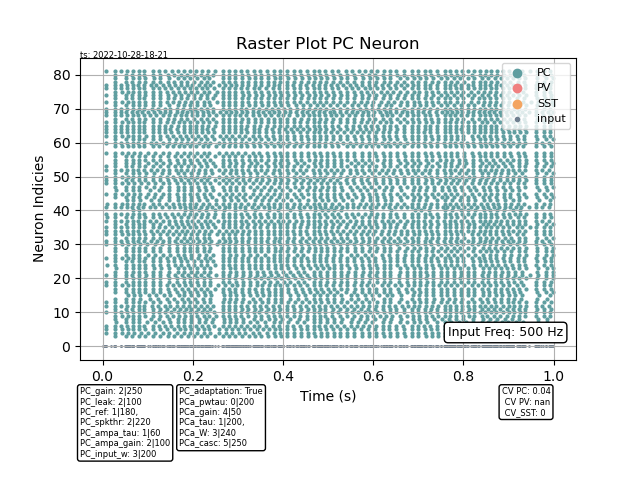 Raster Plot PC Neuron
ts: 2022-10-28-18-21
80
70
60
50
40
30
20
10
0
Neuron Indicies
PC
PV
SST
input
Input Freq: 500 Hz
0.0 0.2 0.4 0.6 0.8 1.0
Time (s)
PC_gain: 2|250
PC_leak: 2|100
PC_ref: 1|180,
PC_spkthr: 2|220
PC_ampa_tau: 1|60
PC_ampa_gain: 2|100
PC_input_w: 3|200
PC_adaptation: True
PCa_pwtau: 0|200
PCa_gain: 4|50
PCa_tau: 1|200,
PCa_W: 3|240
PCa_casc: 5|250
CV PC: 0.04
CV PV: nan
CV_SST: 0